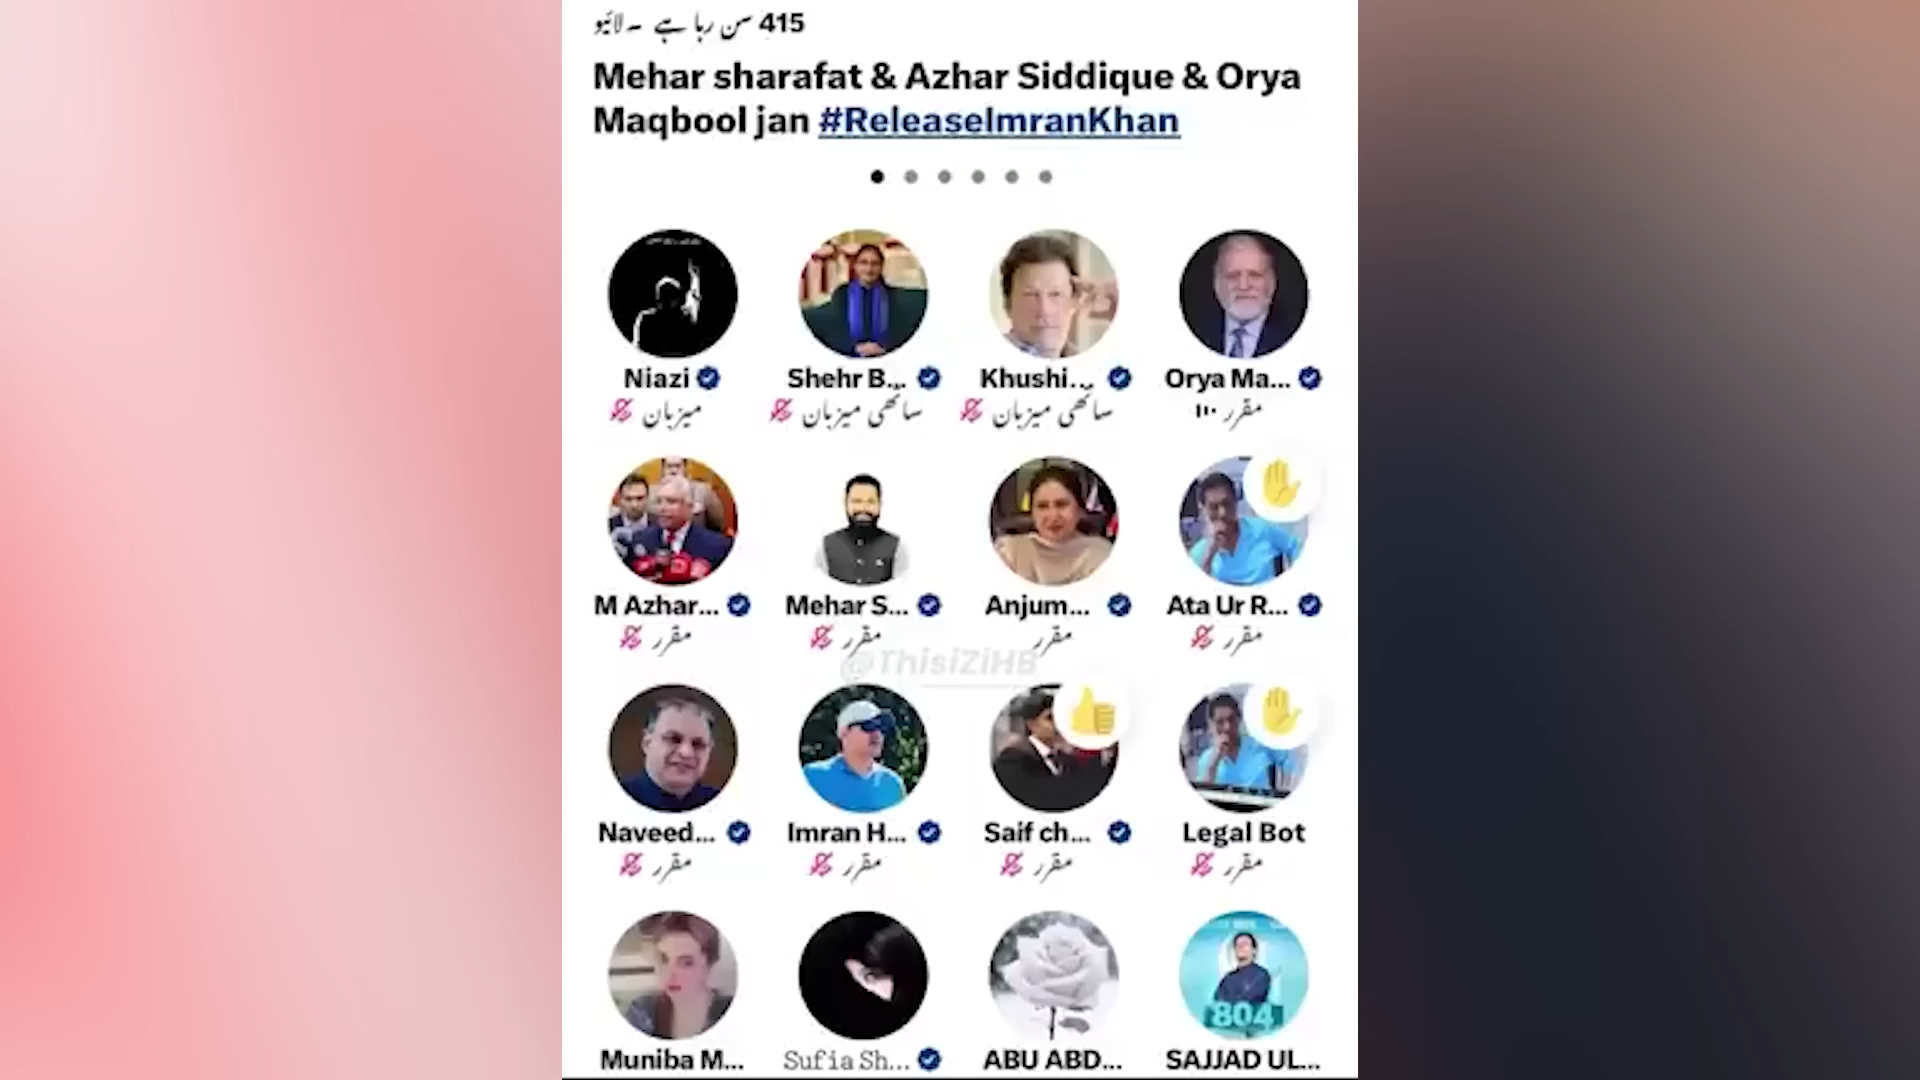 415 سن رہا ہے ۔ لائیو
Mehar sharafat & Azhar Siddique & Orya
Maqbool jan #ReleaseImranKhan
Niazi
Shehr B...
Khushi...
Orya Ma...
میزبان
ساتھی میزبان
ساتھی میزبان
مقرر
M Azhar...
Mehar S...
Anjum...
Ata Ur R...
مقرر
مقرر
مقرر
مقرر
@ThisiZiHB
Naveed...
Imran H...
Saif ch...
Legal Bot
مقرر
مقرر
مقرر
مقرر
804
Muniba M...
Sufia Sh...
ABU ABD...
SAJJAD UL...